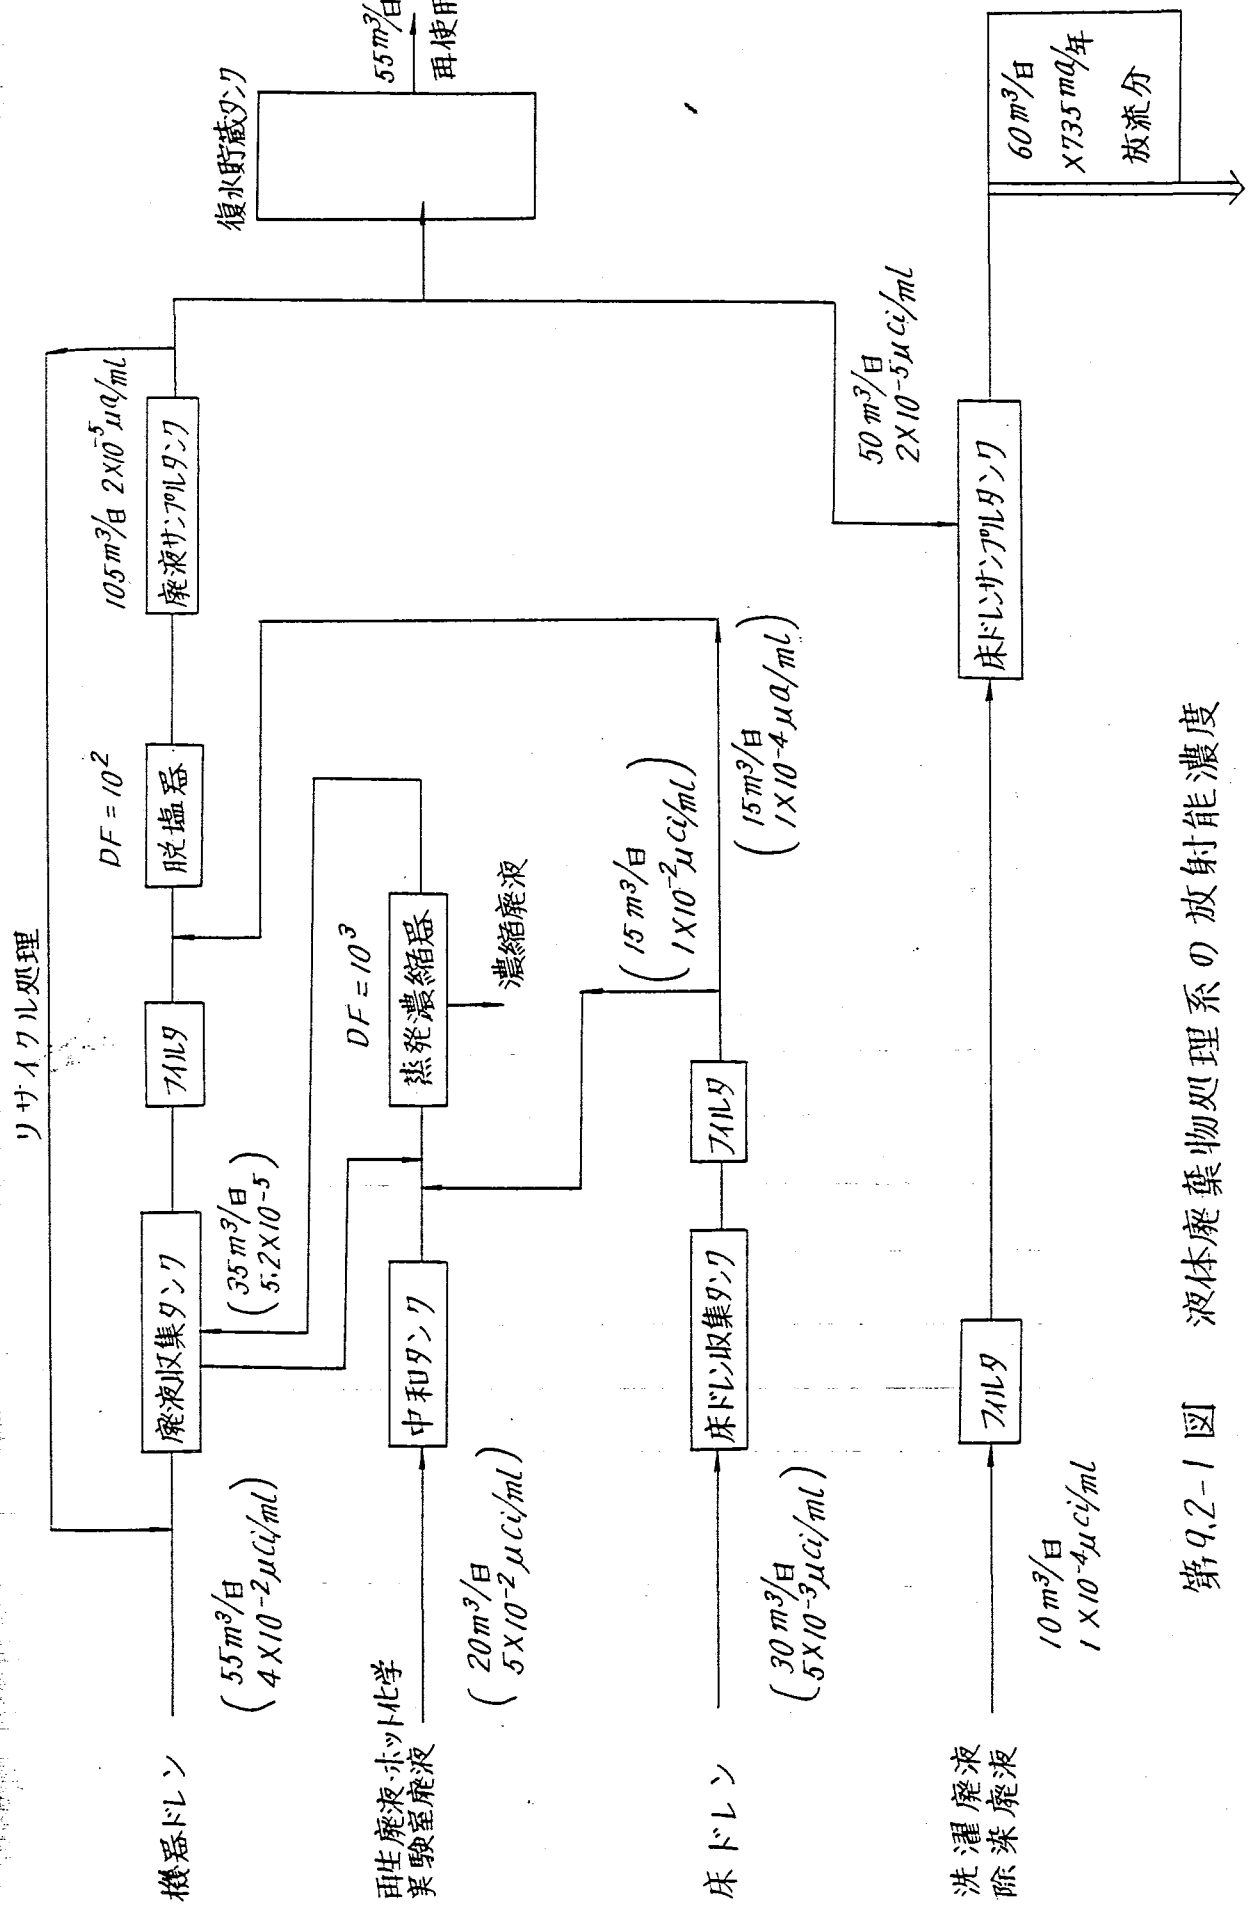 リサイクル処理
機器ドレン
(55m³/日
4×10⁻²μCi/ml)
廃液収集タンク
(35m³/日
5.2×10⁻⁵)
フィルタ
DF=10²
脱塩器
105m³/日 2×10⁻⁵μCi/ml
廃液サンプルタンク
復水貯蔵タンク
55m³/日
再使用
再生廃液・ホット化学
実験室廃液
(20m³/日
5×10⁻²μCi/ml)
中和タンク
DF=10³
蒸発濃縮器
濃縮廃液
床ドレン
(30m³/日
5×10⁻³μCi/ml)
床ドレン収集タンク
フィルタ
(15m³/日
1×10⁻²μCi/ml)
(15m³/日
1×10⁻⁴μCi/ml)
50m³/日
2×10⁻⁵μCi/ml
洗濯廃液
除染廃液
10m³/日
1×10⁻⁴μCi/ml
フィルタ
床ドレンサンプルタンク
60m³/日
×735mCi/年
放流分
第9.2-1図 液体廃棄物処理系の放射能濃度